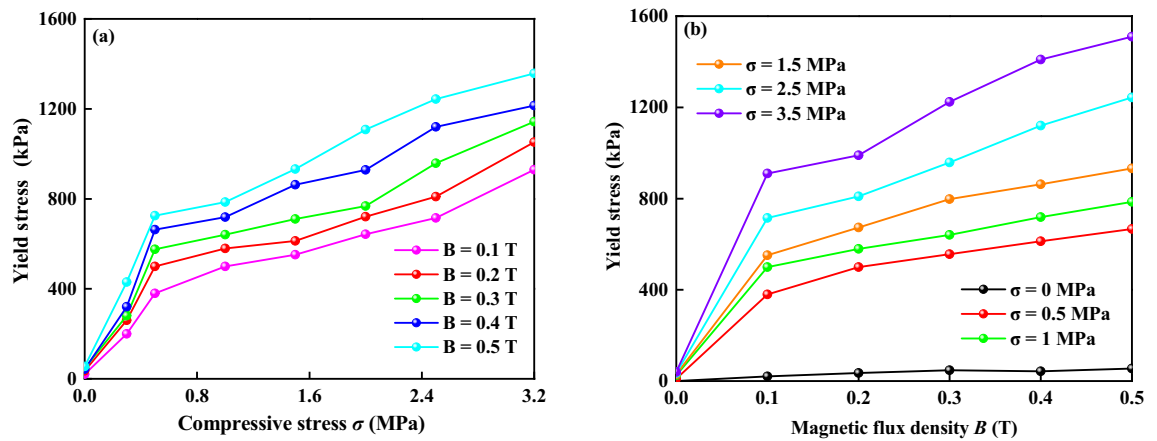 (a)
Yield stress (kPa)
1600
1200
800
400
0
B = 0.1 T
B = 0.2 T
B = 0.3 T
B = 0.4 T
B = 0.5 T
0.0 0.8 1.6 2.4 3.2
Compressive stress σ (MPa)
(b)
Yield stress (kPa)
1600
1200
800
400
0
σ = 1.5 MPa
σ = 2.5 MPa
σ = 3.5 MPa
σ = 0 MPa
σ = 0.5 MPa
σ = 1 MPa
0.0 0.1 0.2 0.3 0.4 0.5
Magnetic flux density B (T)